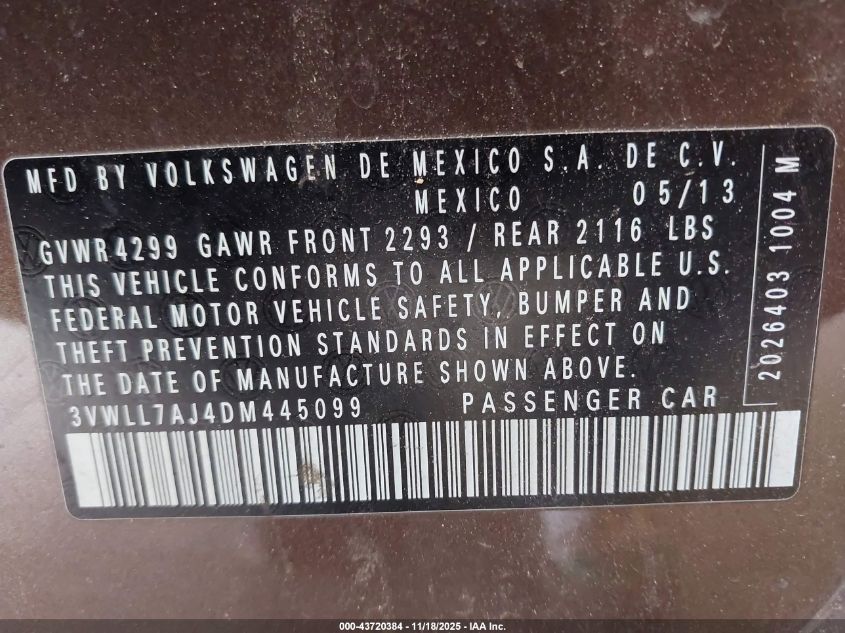 MFD BY VOLKSWAGEN DE MEXICO S.A. DE C.V.
MEXICO 05/13
GVWR4299 GAWR FRONT 2293 / REAR 2116 LBS
THIS VEHICLE CONFORMS TO ALL APPLICABLE U.S.
FEDERAL MOTOR VEHICLE SAFETY, BUMPER AND
THEFT PREVENTION STANDARDS IN EFFECT ON
THE DATE OF MANUFACTURE SHOWN ABOVE.
3VWLL7AJ4DM445099 PASSENGER CAR
2026403 1004 M
000-43720384 - 11/18/2025 - IAA Inc.